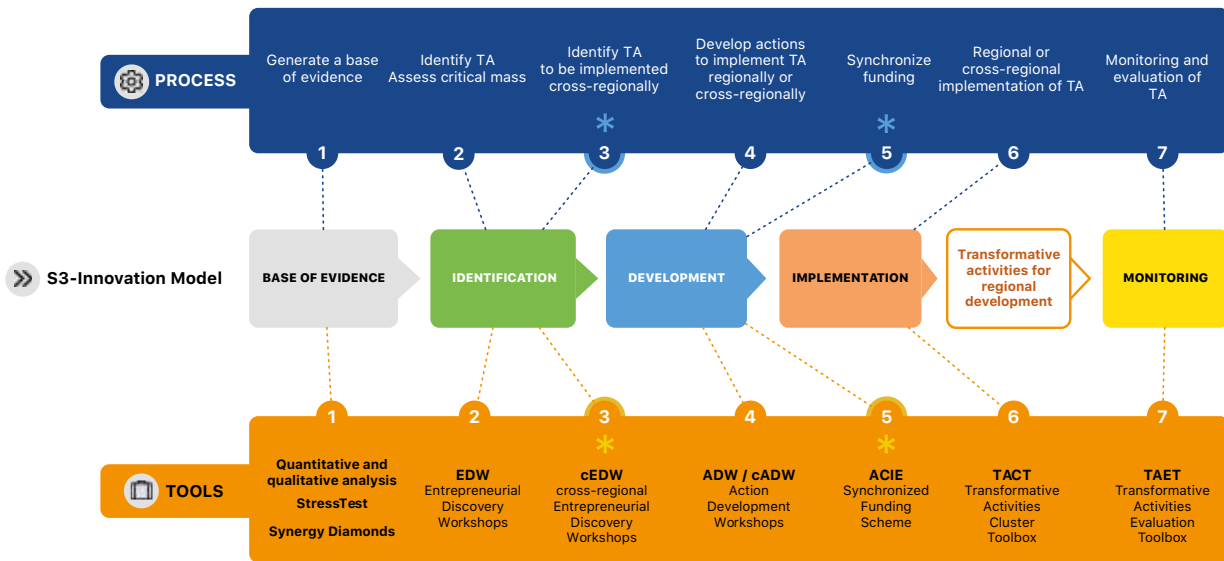 PROCESS
Generate a base
of evidence
Identify TA
Assess critical mass
Identify TA
to be implemented
cross-regionally
*
Develop actions
to implement TA
regionally or
cross-regionally
Synchronize
funding
*
Regional or
cross-regional
implementation of TA
Monitoring and
evaluation of
TA
1
2
3
4
5
6
7
S3-Innovation Model
BASE OF EVIDENCE
IDENTIFICATION
DEVELOPMENT
IMPLEMENTATION
Transformative
activities for
regional
development
MONITORING
1
2
3
4
5
6
7
TOOLS
Quantitative and
qualitative analysis
StressTest
Synergy Diamonds
EDW
Entrepreneurial
Discovery
Workshops
*
cEDW
cross-regional
Entrepreneurial
Discovery
Workshops
ADW / cADW
Action
Development
Workshops
*
ACIE
Synchronized
Funding
Scheme
TACT
Transformative
Activities
Cluster
Toolbox
TAET
Transformative
Activities
Evaluation
Toolbox